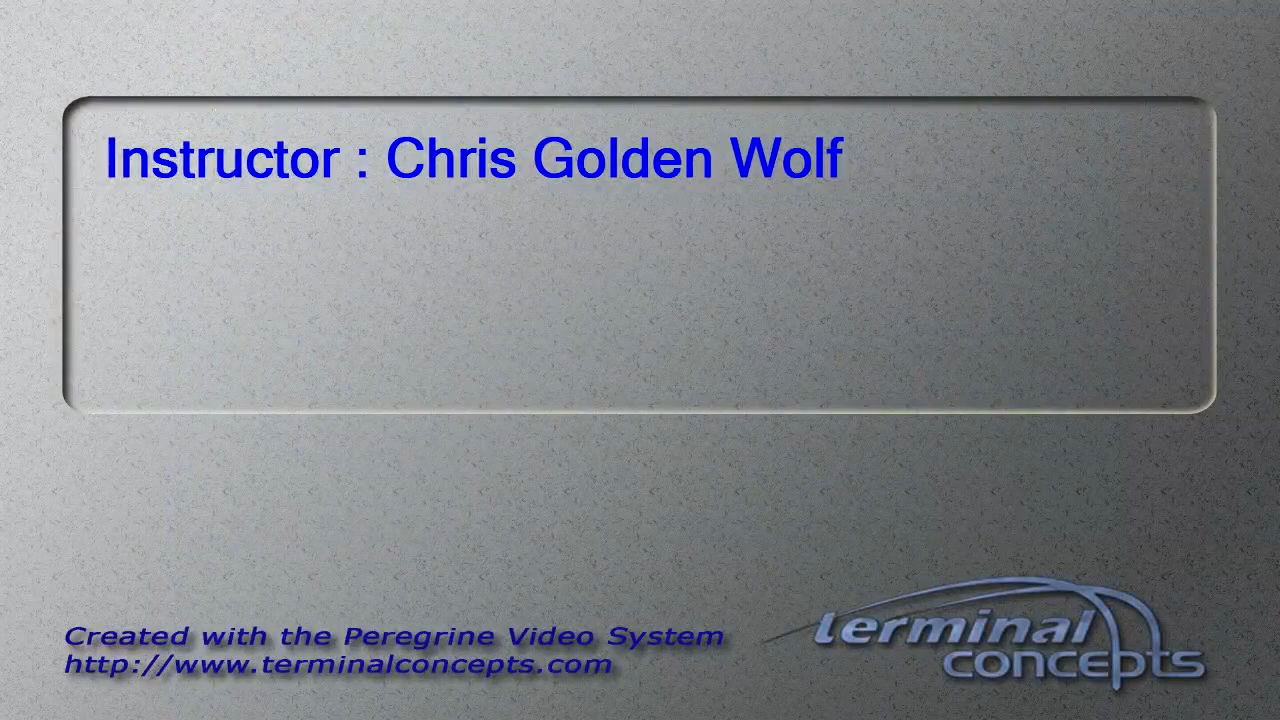 Instructor : Chris Golden Wolf
Created with the Peregrine Video System
http://www.terminalconcepts.com
terminal
concepts